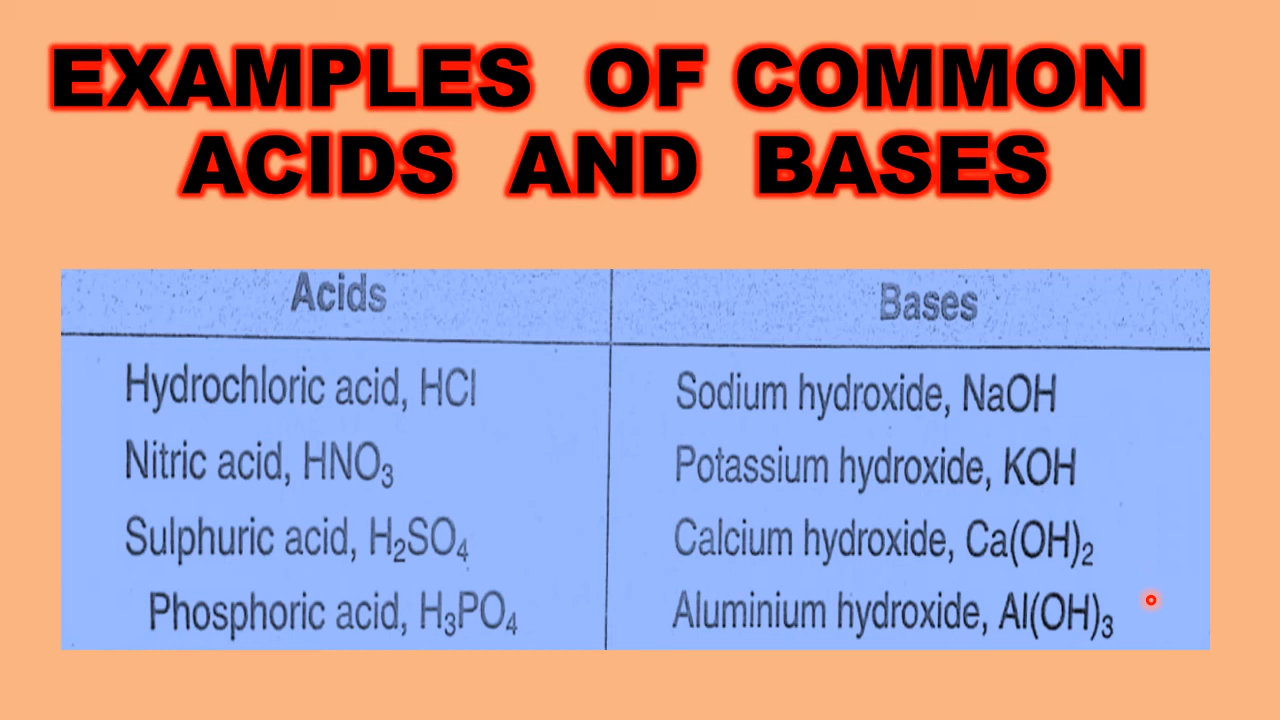 EXAMPLES OF COMMON
ACIDS AND BASES
Acids
Bases
Hydrochloric acid, HCl
Sodium hydroxide, NaOH
Nitric acid, HNO₃
Potassium hydroxide, KOH
Sulphuric acid, H₂SO₄
Calcium hydroxide, Ca(OH)₂
Phosphoric acid, H₃PO₄
Aluminium hydroxide, Al(OH)₃